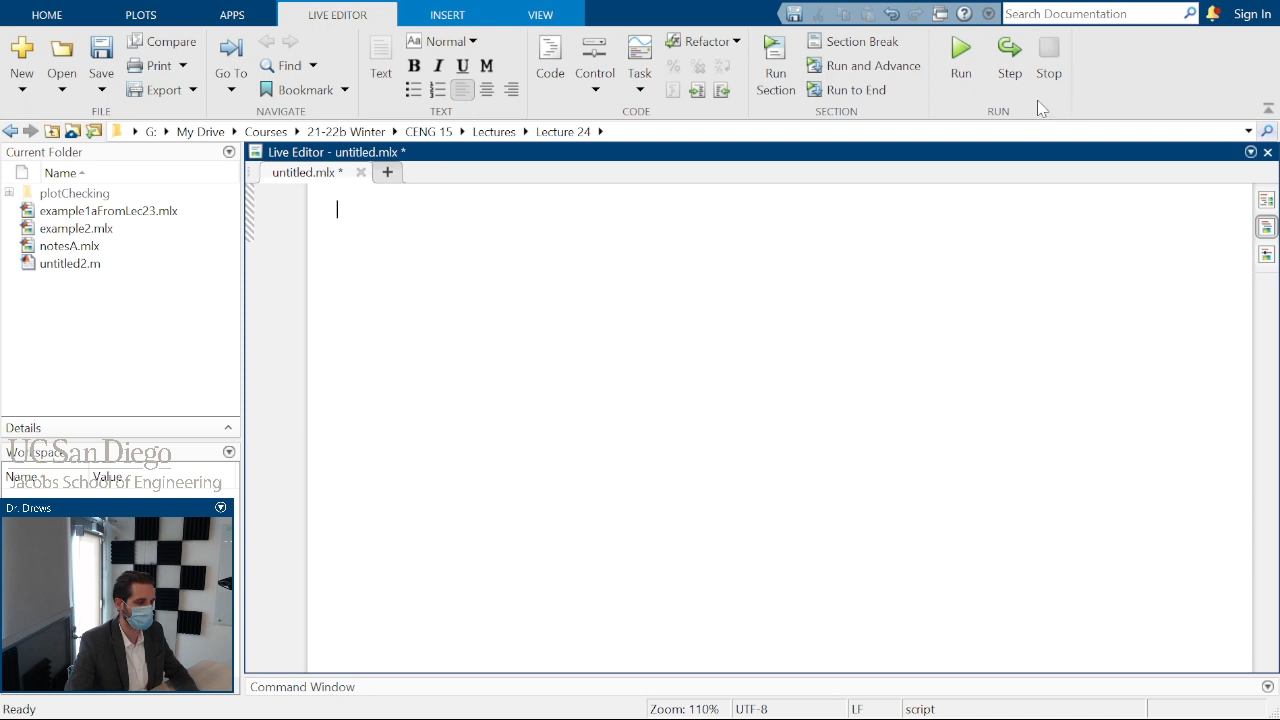 HOME PLOTS APPS LIVE EDITOR INSERT VIEW Search Documentation Sign In
New Open Save Compare Print Export FILE
Go To Find Bookmark NAVIGATE
Text Aa Normal B I U M TEXT
Code Control Task Refactor CODE
Run Section Section Break Run and Advance Run to End SECTION
Run Step Stop RUN
G: My Drive Courses 21-22b Winter CENG 15 Lectures Lecture 24
Current Folder
Name
plotChecking
example1aFromLec23.mlx
example2.mlx
notesA.mlx
untitled2.m
Details
Workspace
Name Value
UC San Diego
Jacobs School of Engineering
Dr. Drews
Live Editor - untitled.mlx *
untitled.mlx *
Command Window
Ready Zoom: 110% UTF-8 LF script